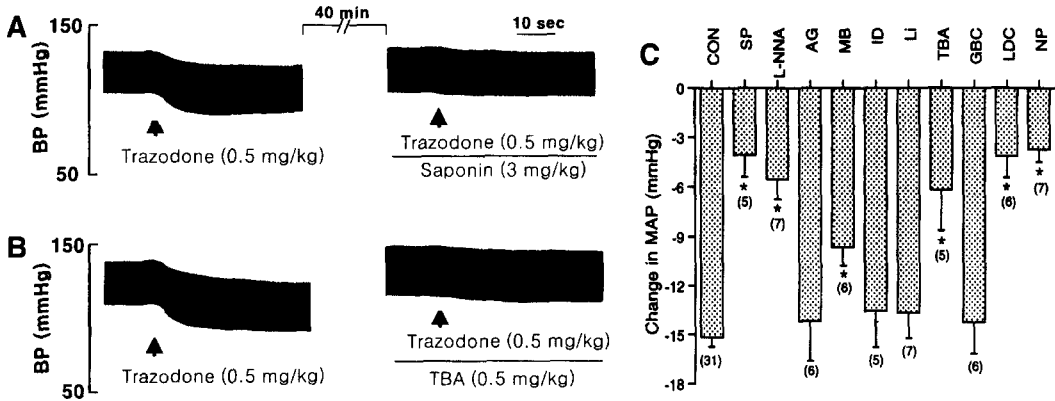 A
150
BP (mmHg)
50
40 min
10 sec
Trazodone (0.5 mg/kg)
Trazodone (0.5 mg/kg)
Saponin (3 mg/kg)
B
150
BP (mmHg)
50
Trazodone (0.5 mg/kg)
Trazodone (0.5 mg/kg)
TBA (0.5 mg/kg)
C
CON SP L-NNA AG MB ID Li TBA GBC LDC NP
Change in MAP (mmHg)
0
-3
-6
-9
-12
-15
-18
(31) * (5) * (7) (6) * (6) (5) (7) * (5) (6) * (6) * (7)